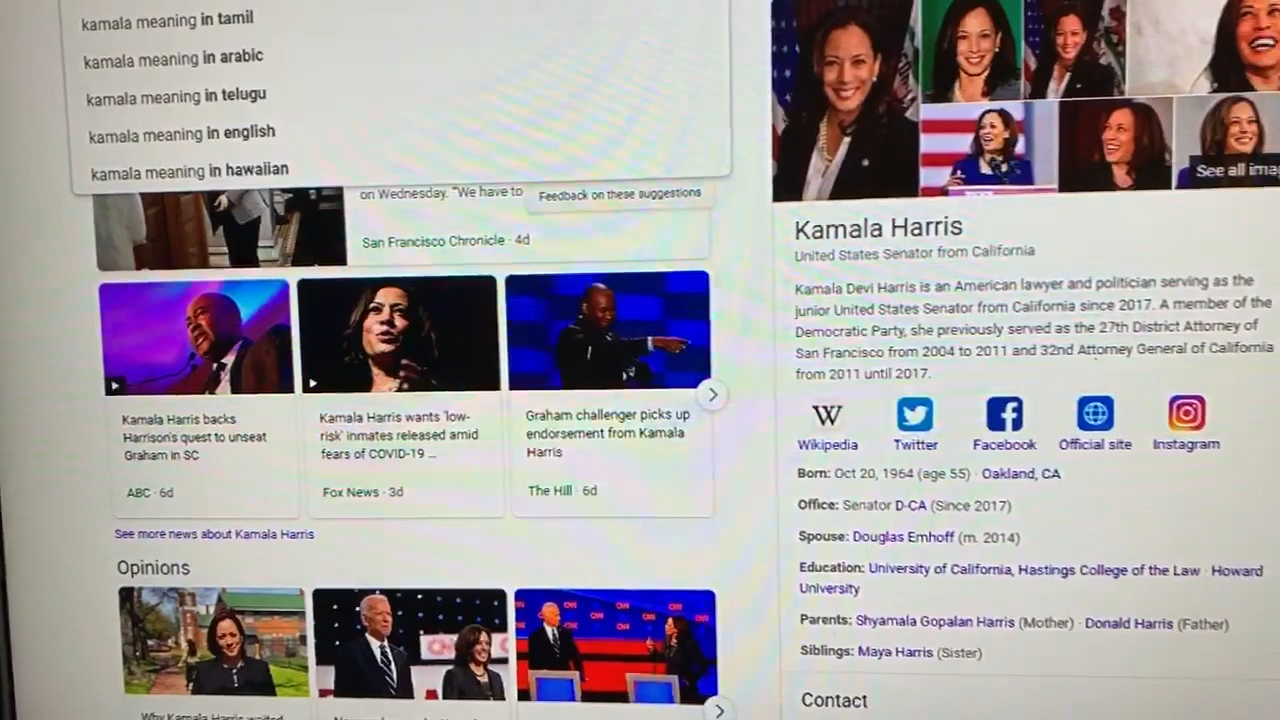 kamala meaning in tamil
kamala meaning in arabic
kamala meaning in telugu
kamala meaning in english
kamala meaning in hawaiian
on Wednesday. "We have to
Feedback on these suggestions
San Francisco Chronicle · 4d
Kamala Harris backs
Harrison's quest to unseat
Graham in SC
ABC · 6d
Kamala Harris wants 'low-
risk' inmates released amid
fears of COVID-19 ...
Fox News · 3d
Graham challenger picks up
endorsement from Kamala
Harris
The Hill · 6d
See more news about Kamala Harris
Opinions
CNN CNN
CNN CNN
Why Kamala Harris waited
See all ima
Kamala Harris
United States Senator from California
Kamala Devi Harris is an American lawyer and politician serving as the
junior United States Senator from California since 2017. A member of the
Democratic Party, she previously served as the 27th District Attorney of
San Francisco from 2004 to 2011 and 32nd Attorney General of California
from 2011 until 2017.
W
Wikipedia Twitter Facebook Official site Instagram
Born: Oct 20, 1964 (age 55) · Oakland, CA
Office: Senator D-CA (Since 2017)
Spouse: Douglas Emhoff (m. 2014)
Education: University of California, Hastings College of the Law · Howard
University
Parents: Shyamala Gopalan Harris (Mother) · Donald Harris (Father)
Siblings: Maya Harris (Sister)
Contact